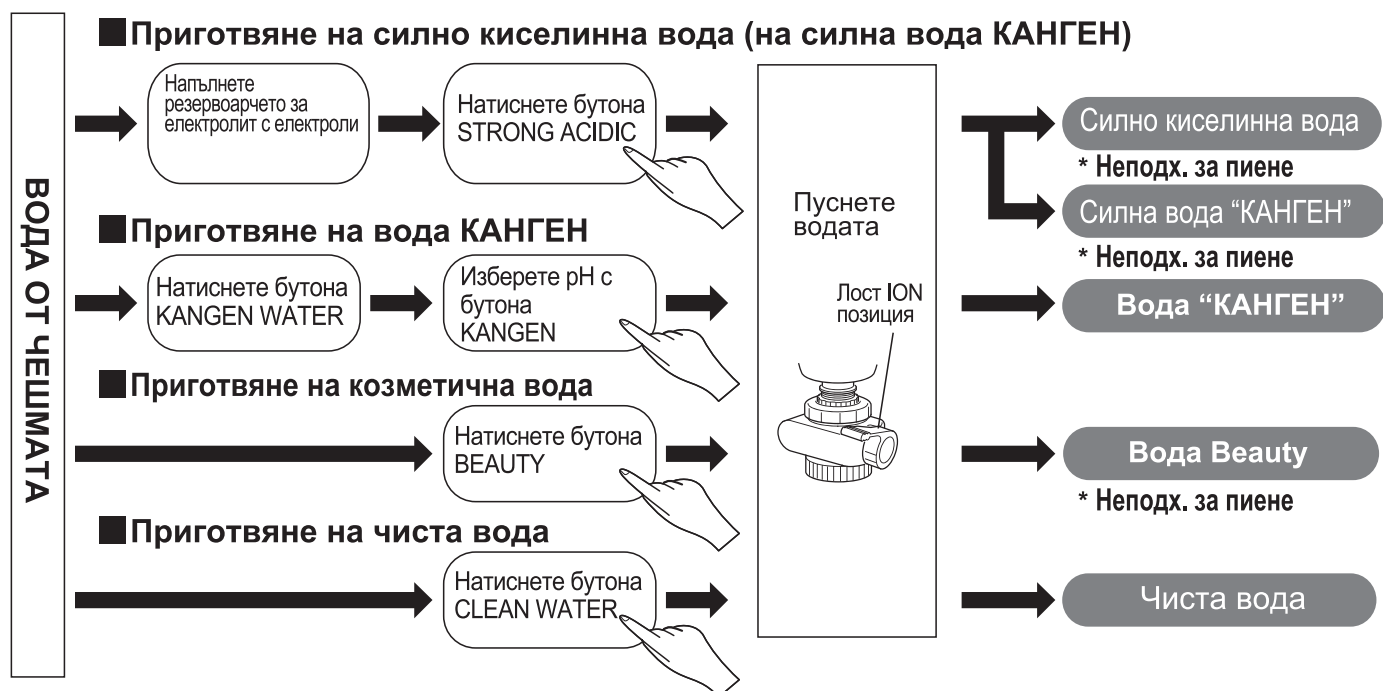 ВОДА ОТ ЧЕШМАТА
■Приготвяне на силно киселинна вода (на силна вода КАНГЕН)
Напълнете
резервоарчето за
електролит с електроли
Натиснете бутона
STRONG ACIDIC
■Приготвяне на вода КАНГЕН
Натиснете бутона
KANGEN WATER
Изберете pH с
бутона
KANGEN
■Приготвяне на козметична вода
Натиснете бутона
BEAUTY
■Приготвяне на чиста вода
Натиснете бутона
CLEAN WATER
Пуснете
водата
Лост ION
позиция
Силно киселинна вода
* Неподх. за пиене
Силна вода “КАНГЕН”
* Неподх. за пиене
Вода “КАНГЕН”
Вода Beauty
* Неподх. за пиене
Чиста вода